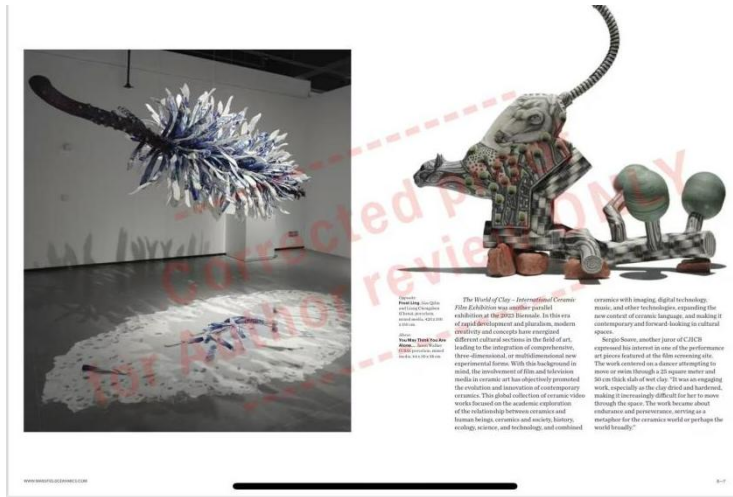 Corrected proof
for Author review ONLY
Opposite:
The World of Clay – International Ceramic
Film Exhibition was another parallel
exhibition at the 2023 Biennale. In this era
of rapid development and pluralism, modern
creativity and concepts have energized
different cultural sections in the field of art,
leading to the integration of comprehensive,
three-dimensional, or multidimensional new
experimental forms. With this background in
mind, the involvement of film and television
media in ceramic art has objectively promoted
the evolution and innovation of contemporary
ceramics. This global collection of ceramic video
works focused on the academic exploration
of the relationship between ceramics and
human beings, ceramics and society, history,
ecology, science, and technology, and combined
ceramics with imaging, digital technology,
music, and other technologies, expanding the
new context of ceramic language, and making it
contemporary and forward-looking in cultural
spaces.
Sergio Soave, another juror of CJICB
expressed his interest in one of the performance
art pieces featured at the film screening site.
The work centered on a dancer attempting to
move or swim through a 25 square meter and
30 cm thick slab of wet clay. "It was an engaging
work, especially as the clay dried and hardened,
making it increasingly difficult for her to move
through the space. The work became about
endurance and perseverance, serving as a
metaphor for the ceramics world or perhaps the
world broadly."